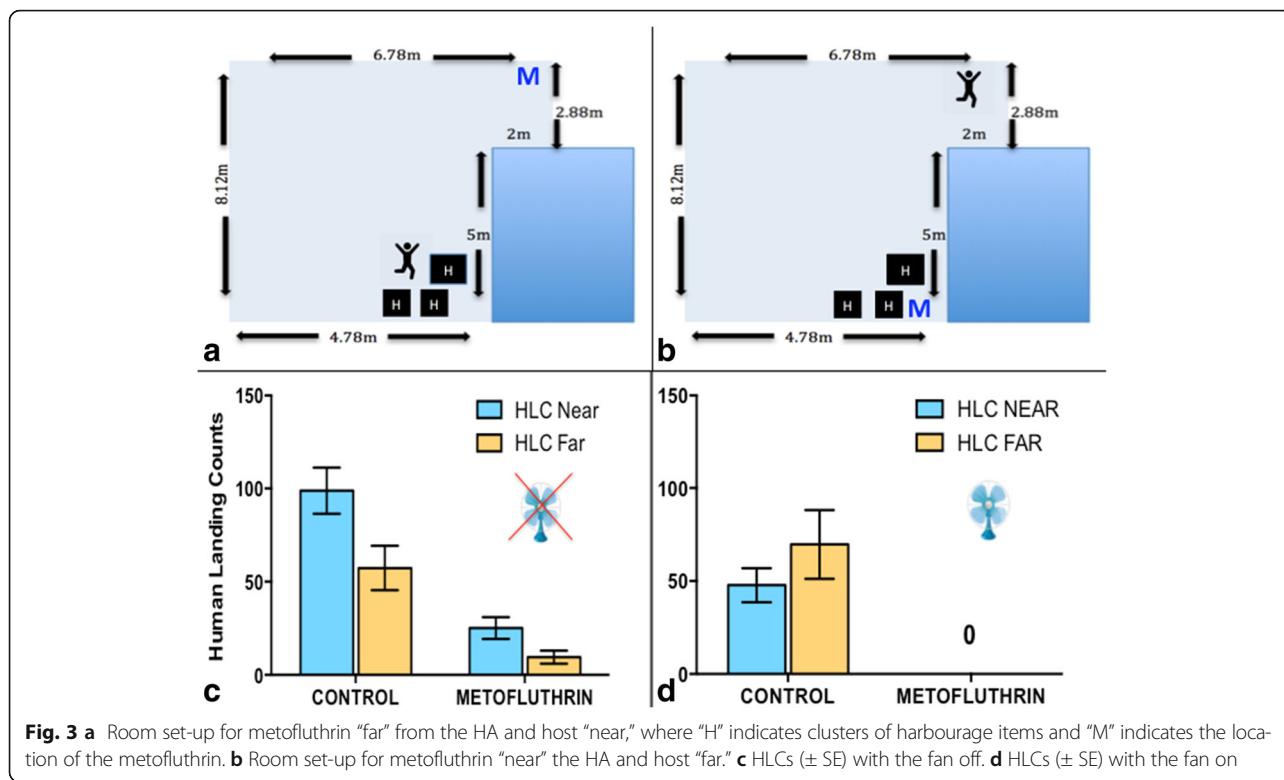 6.78m
M
2.88m
2m
8.12m
5m
H
H H
4.78m
a
6.78m
2.88m
2m
8.12m
5m
H
H H M
4.78m
b
150
100
50
0
Human Landing Counts
HLC Near
HLC Far
CONTROL METOFLUTHRIN
c
150
100
50
0
HLC NEAR
HLC FAR
0
CONTROL METOFLUTHRIN
d
Fig. 3 a Room set-up for metofluthrin “far” from the HA and host “near,” where “H” indicates clusters of harbourage items and “M” indicates the loca-
tion of the metofluthrin. b Room set-up for metofluthrin “near” the HA and host “far.” c HLCs (± SE) with the fan off. d HLCs (± SE) with the fan on